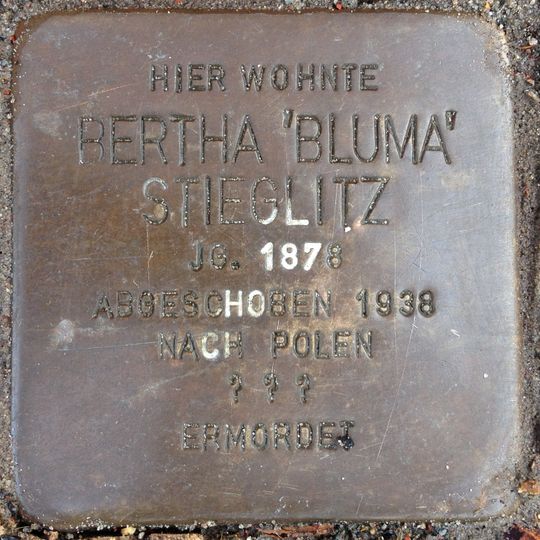 HIER WOHNTE
BERTHA 'BLUMA'
STIEGLITZ
JG. 1878
ABGESCHOBEN 1938
NACH POLEN
? ? ?
ERMORDET